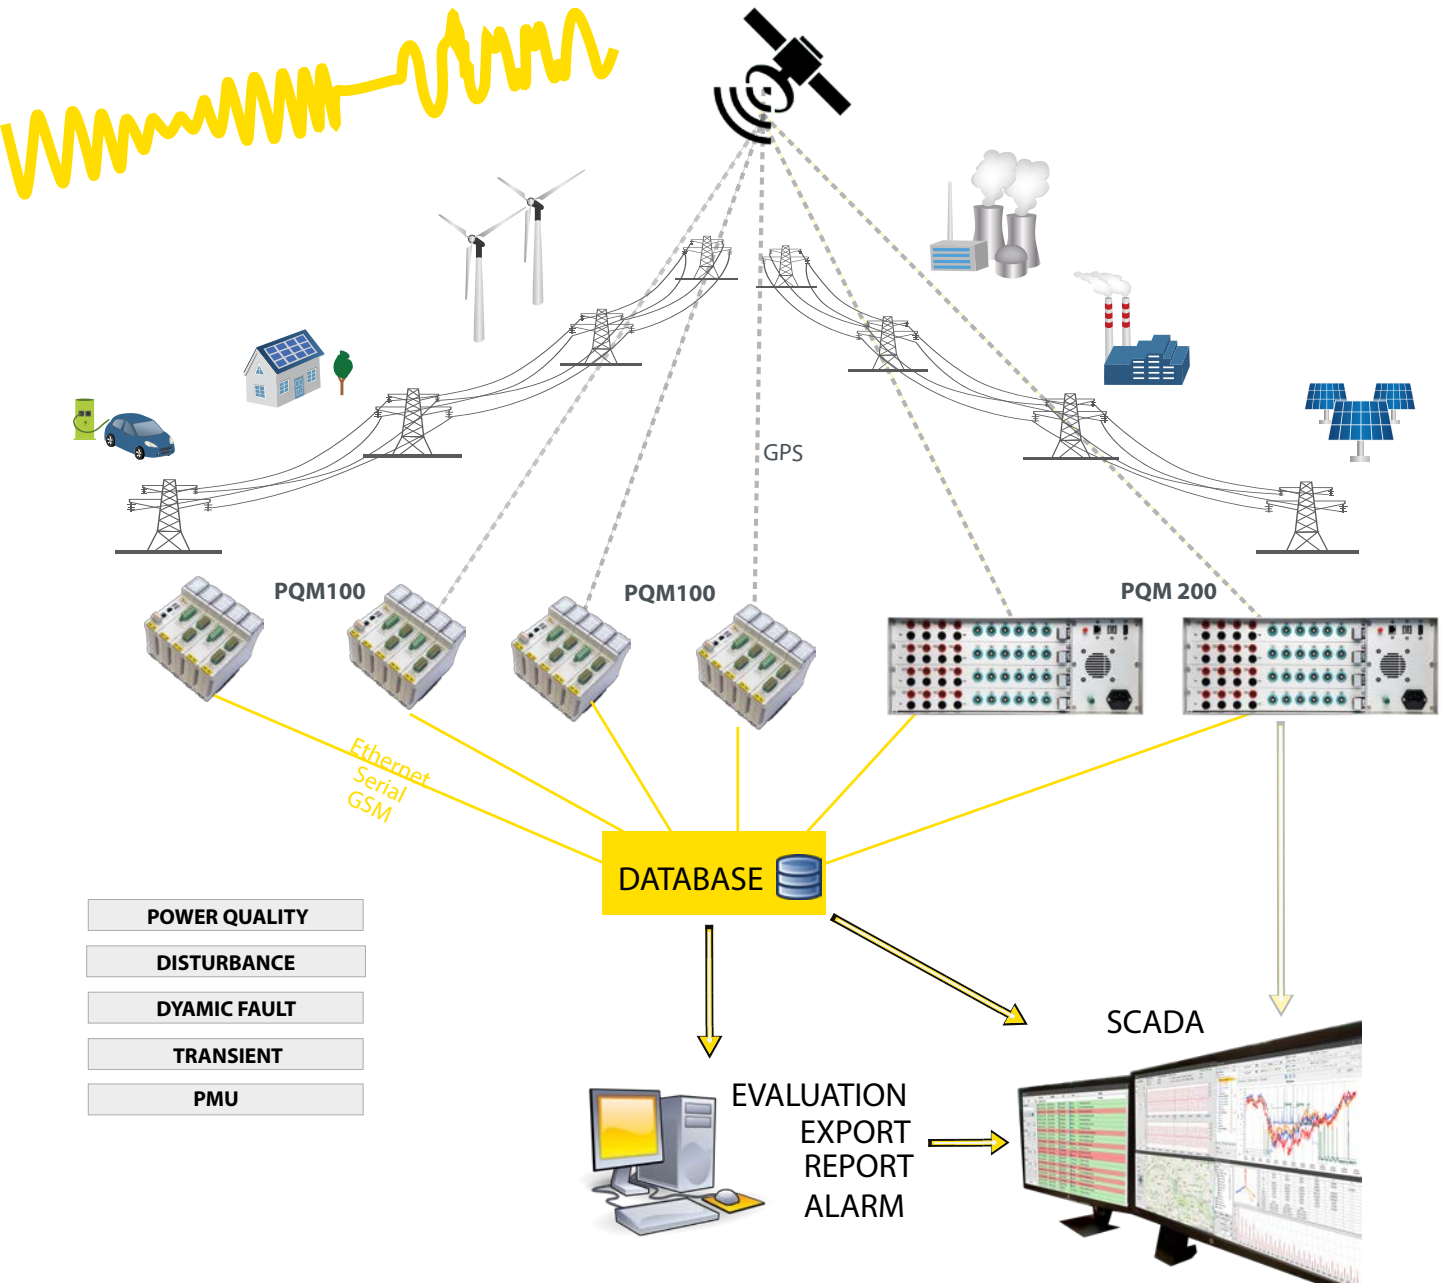 GPS
PQM100
PQM100
PQM 200
Ethernet
Serial
GSM
DATABASE
POWER QUALITY
DISTURBANCE
DYAMIC FAULT
TRANSIENT
PMU
SCADA
EVALUATION
EXPORT
REPORT
ALARM